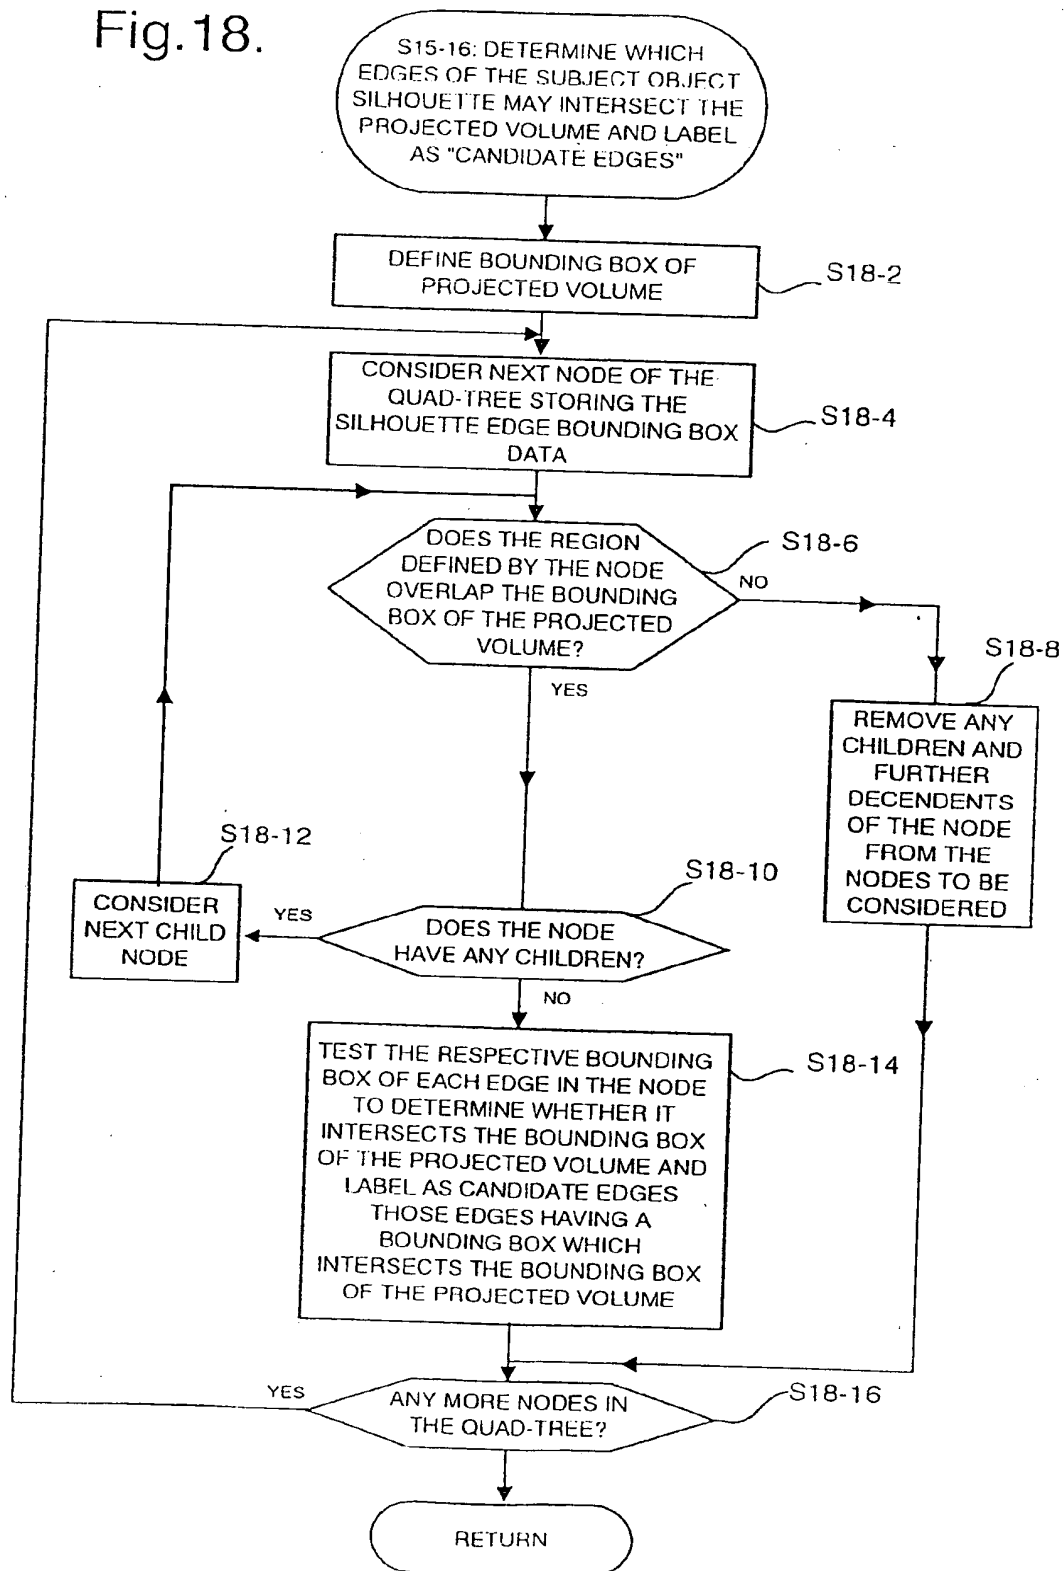 Fig.18.
S15-16: DETERMINE WHICH
EDGES OF THE SUBJECT OBJECT
SILHOUETTE MAY INTERSECT THE
PROJECTED VOLUME AND LABEL
AS "CANDIDATE EDGES"
DEFINE BOUNDING BOX OF
PROJECTED VOLUME
S18-2
CONSIDER NEXT NODE OF THE
QUAD-TREE STORING THE
SILHOUETTE EDGE BOUNDING BOX
DATA
S18-4
DOES THE REGION
DEFINED BY THE NODE
OVERLAP THE BOUNDING
BOX OF THE PROJECTED
VOLUME?
S18-6
NO
YES
S18-8
REMOVE ANY
CHILDREN AND
FURTHER
DECENDENTS
OF THE NODE
FROM THE
NODES TO BE
CONSIDERED
S18-12
CONSIDER
NEXT CHILD
NODE
YES
S18-10
DOES THE NODE
HAVE ANY CHILDREN?
NO
TEST THE RESPECTIVE BOUNDING
BOX OF EACH EDGE IN THE NODE
TO DETERMINE WHETHER IT
INTERSECTS THE BOUNDING BOX
OF THE PROJECTED VOLUME AND
LABEL AS CANDIDATE EDGES
THOSE EDGES HAVING A
BOUNDING BOX WHICH
INTERSECTS THE BOUNDING BOX
OF THE PROJECTED VOLUME
S18-14
YES
ANY MORE NODES IN
THE QUAD-TREE?
S18-16
RETURN